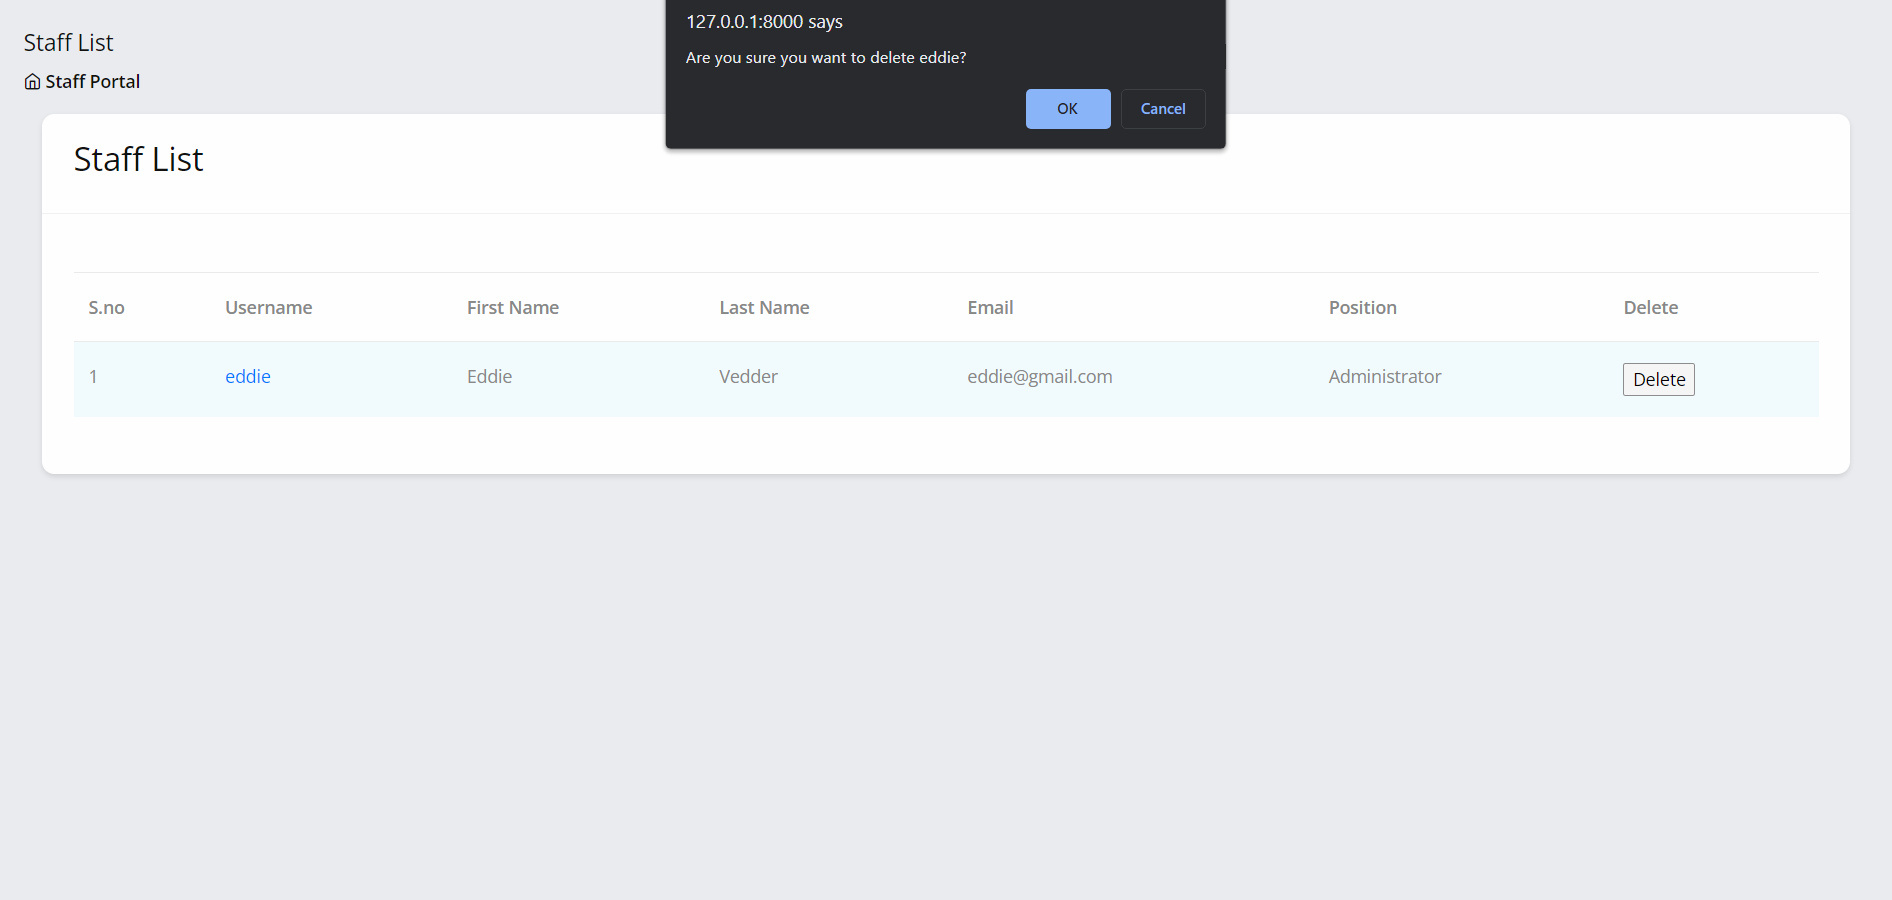 Staff List
Staff Portal
127.0.0.1:8000 says
Are you sure you want to delete eddie?
OK Cancel
Staff List
S.no Username First Name Last Name Email Position Delete
1 eddie Eddie Vedder eddie@gmail.com Administrator Delete